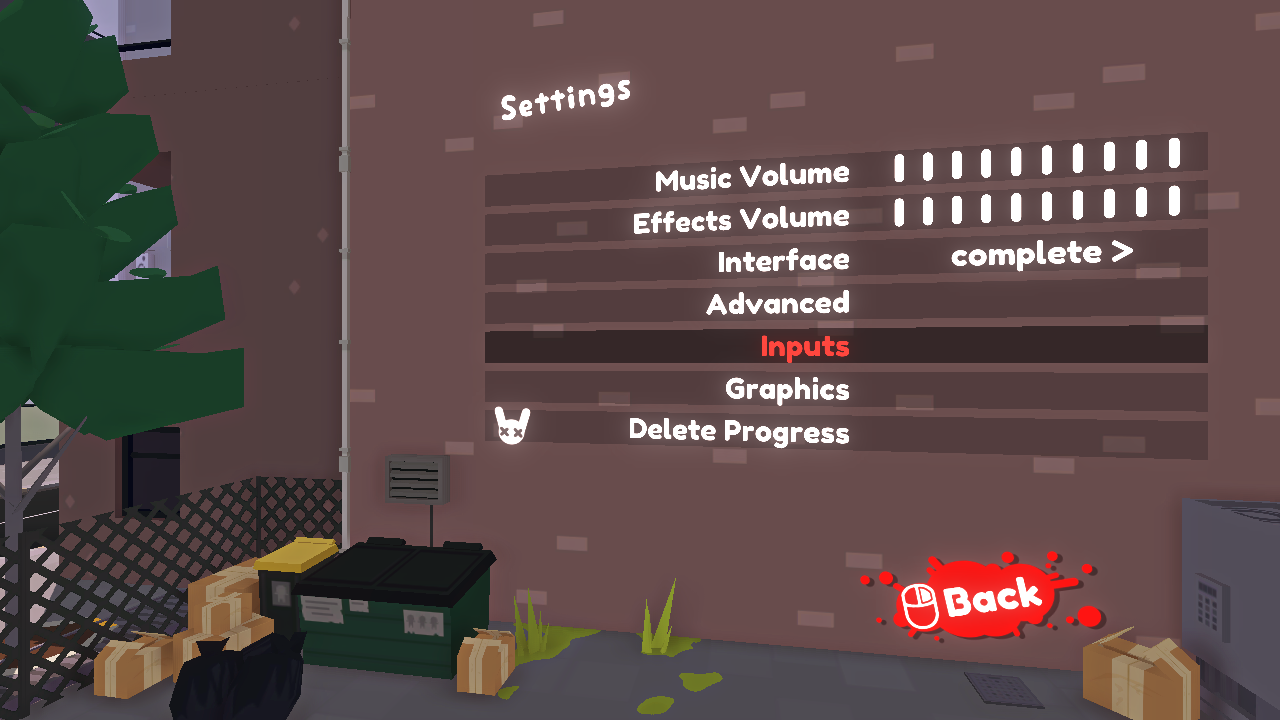 Settings
Music Volume
Effects Volume
Interface complete >
Advanced
Inputs
Graphics
Delete Progress
Back